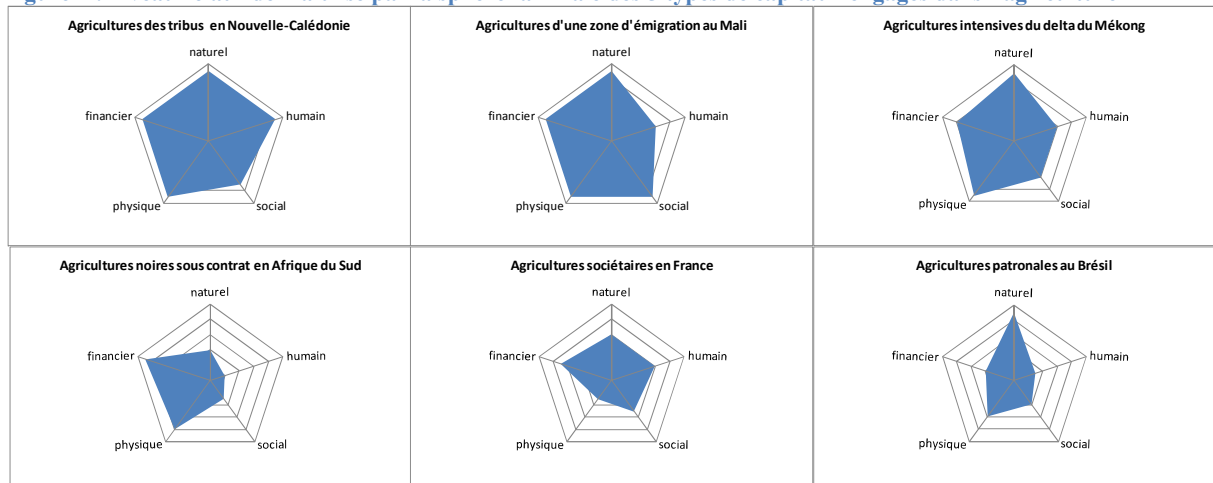 Agricultures des tribus en Nouvelle-Calédonie
naturel
financier
humain
physique
social
Agricultures d'une zone d'émigration au Mali
naturel
financier
humain
physique
social
Agricultures intensives du delta du Mékong
naturel
financier
humain
physique
social
Agricultures noires sous contrat en Afrique du Sud
naturel
financier
humain
physique
social
Agricultures sociétaires en France
naturel
financier
humain
physique
social
Agricultures patronales au Brésil
naturel
financier
humain
physique
social